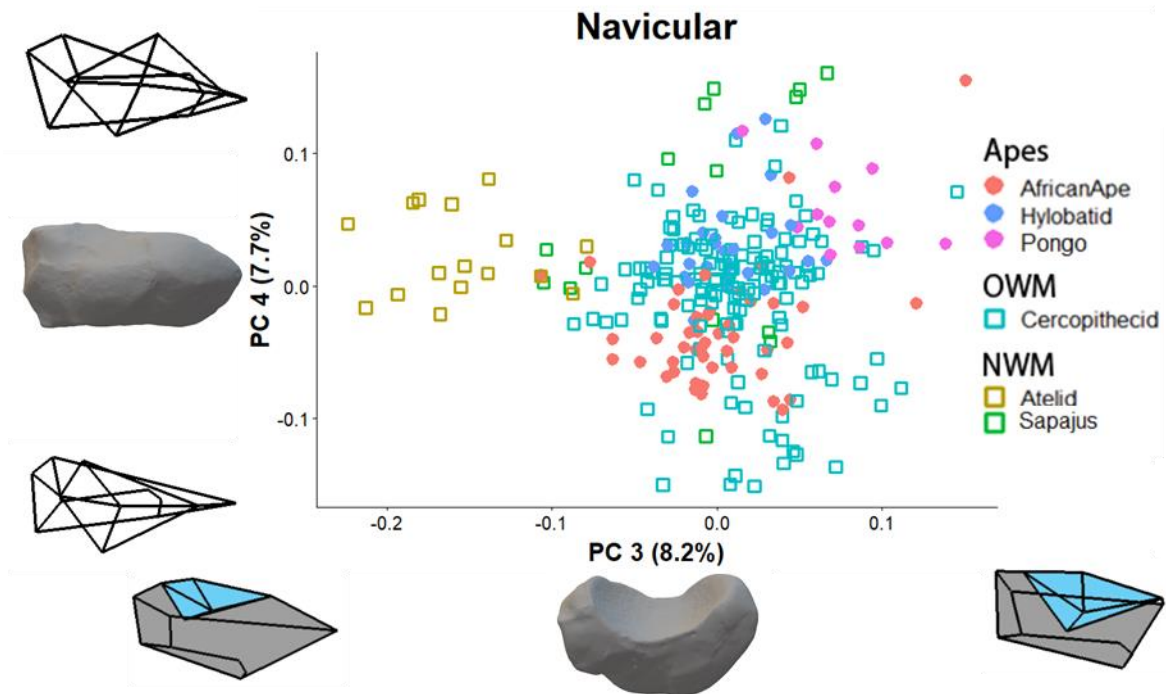 Navicular
PC 4 (7.7%)
0.1
0.0
-0.1
-0.2
-0.1
0.0
0.1
PC 3 (8.2%)
Apes
AfricanApe
Hylobatid
Pongo
OWM
Cercopithecid
NWM
Atelid
Sapajus